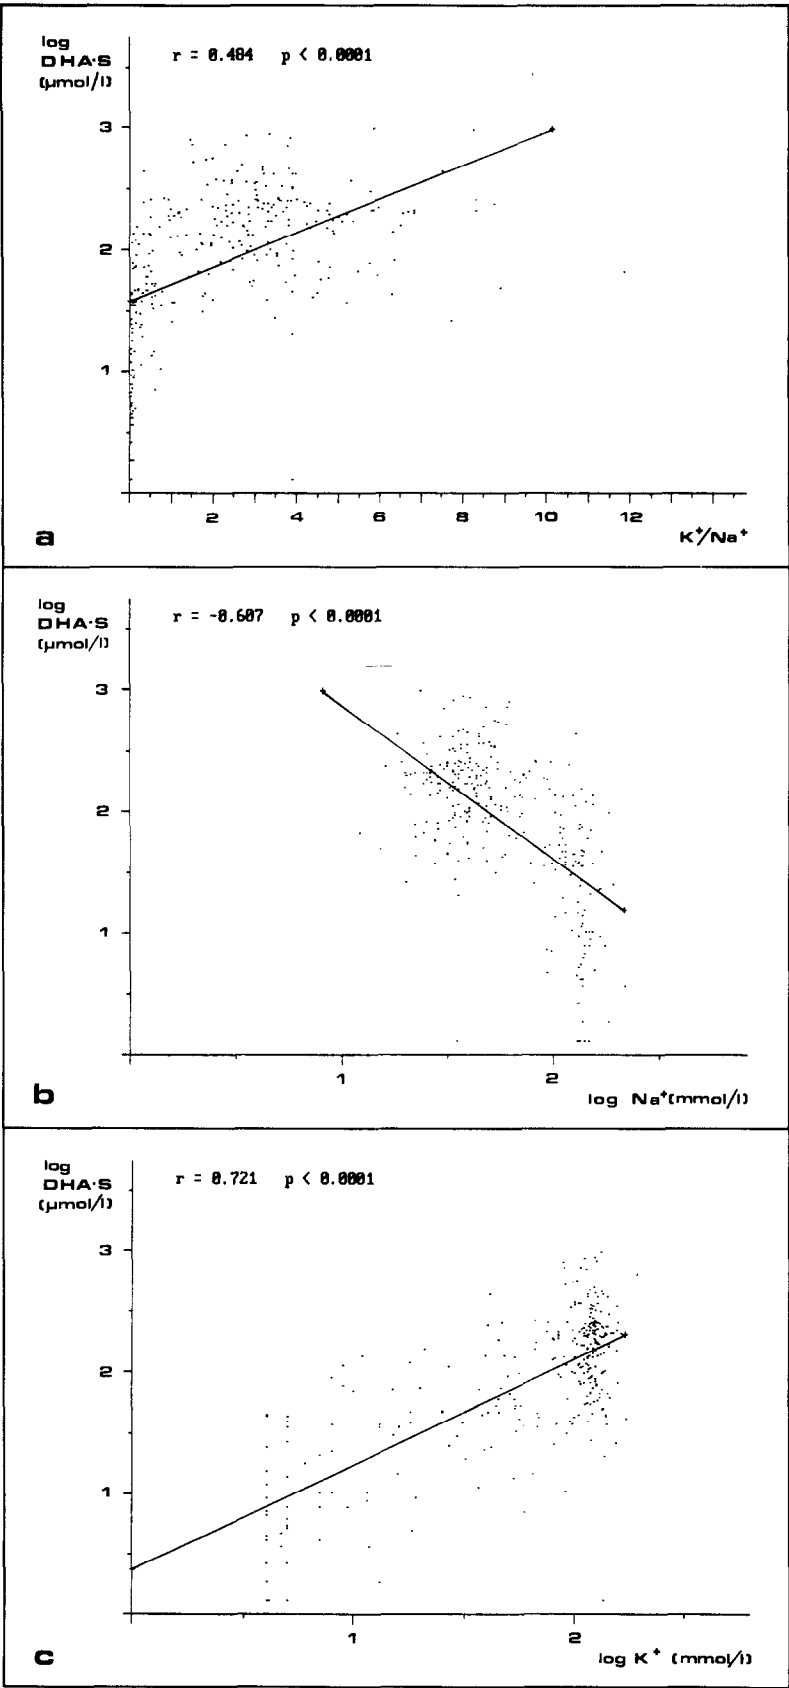 log
DHA·S
(μmol/l)
r = 0.484 p < 0.0001
3
2
1
2 4 6 8 10 12
K⁺/Na⁺
a
log
DHA·S
(μmol/l)
r = -0.607 p < 0.0001
3
2
1
1 2
log Na⁺(mmol/l)
b
log
DHA·S
(μmol/l)
r = 0.721 p < 0.0001
3
2
1
1 2
log K⁺ (mmol/l)
c